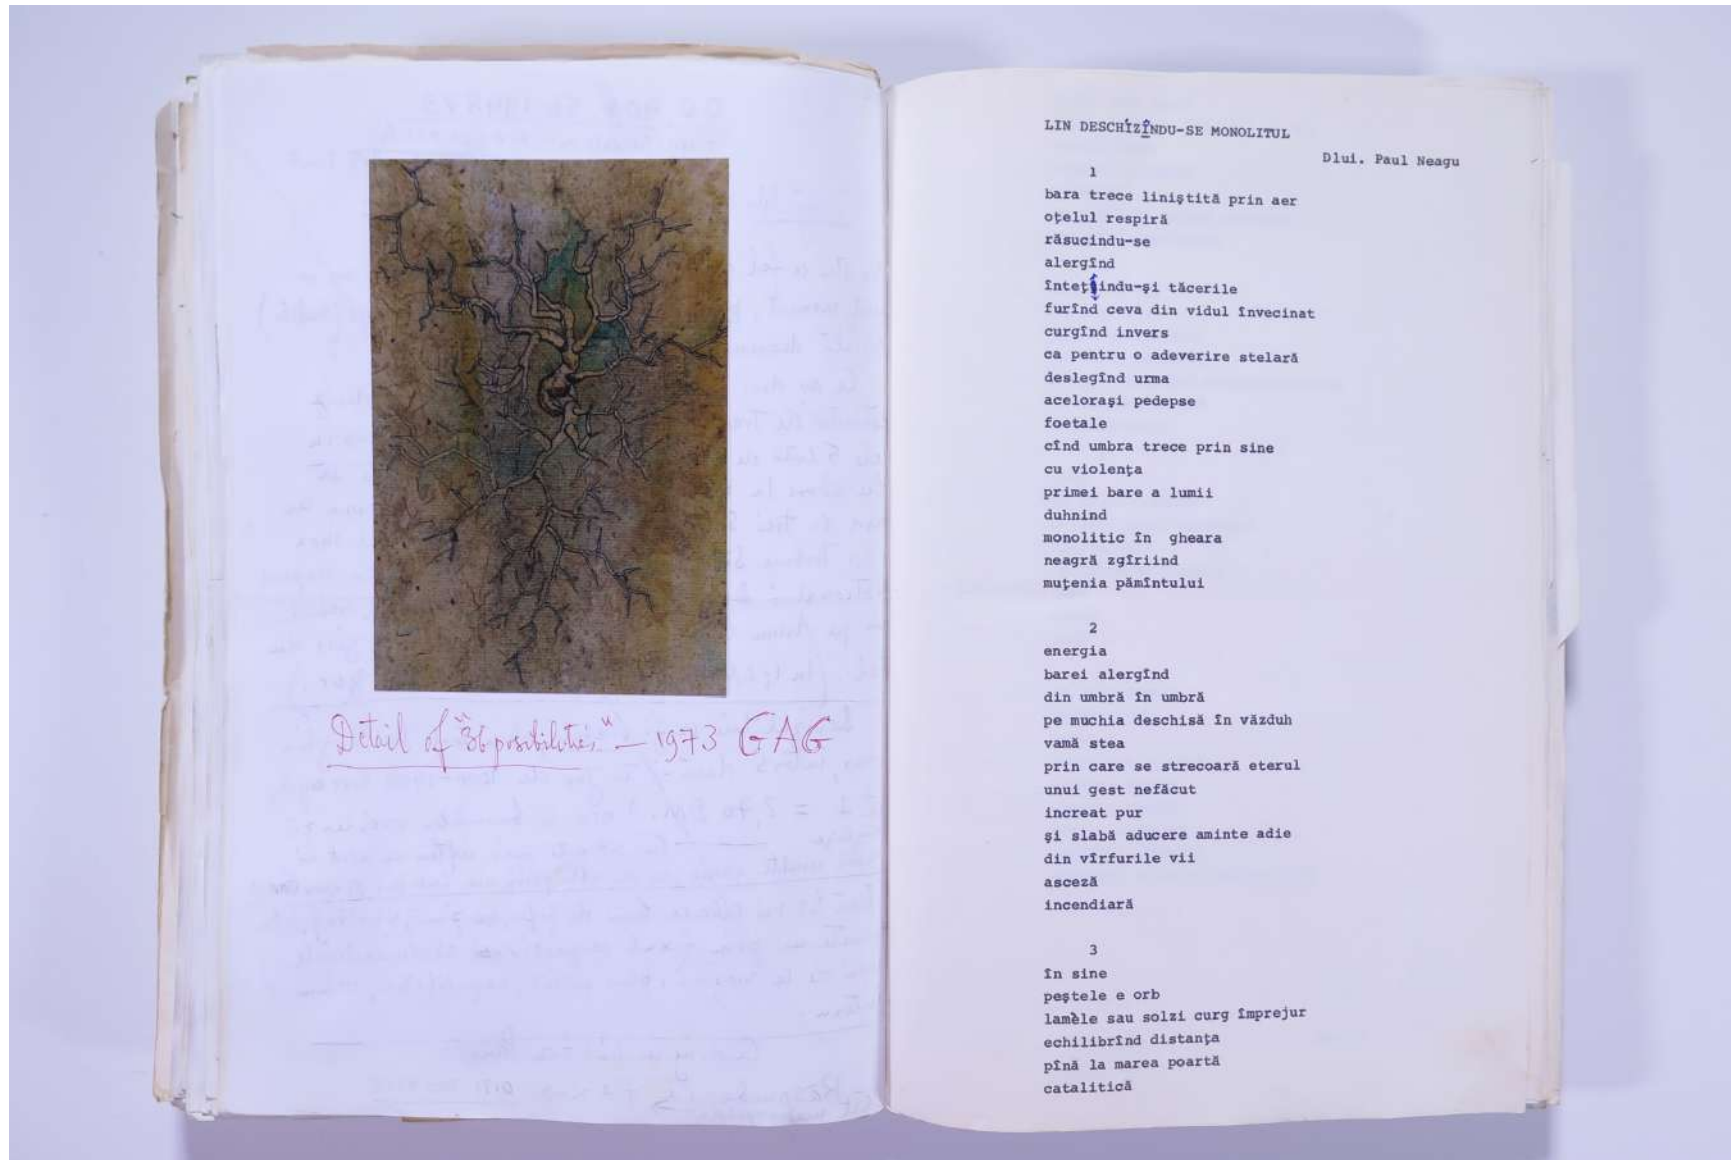 Detail of "36 possibilities" — 1973 GAG
LIN DESCHIZÎNDU-SE MONOLITUL
Dlui. Paul Neagu
1
bara trece liniştită prin aer
oţelul respiră
răsucindu-se
alergînd
înteţindu-şi tăcerile
furînd ceva din vidul învecinat
curgînd invers
ca pentru o adeverire stelară
deslegînd urma
aceloraşi pedepse
foetale
cînd umbra trece prin sine
cu violenţa
primei bare a lumii
duhnind
monolitic în gheara
neagră zgîriind
muţenia pămîntului
2
energia
barei alergînd
din umbră în umbră
pe muchia deschisă în văzduh
vamă stea
prin care se strecoară eterul
unui gest nefăcut
increat pur
şi slabă aducere aminte adie
din vîrfurile vii
asceză
incendiară
3
în sine
peştele e orb
lamèle sau solzi curg împrejur
echilibrînd distanţa
pînă la marea poartă
catalitică